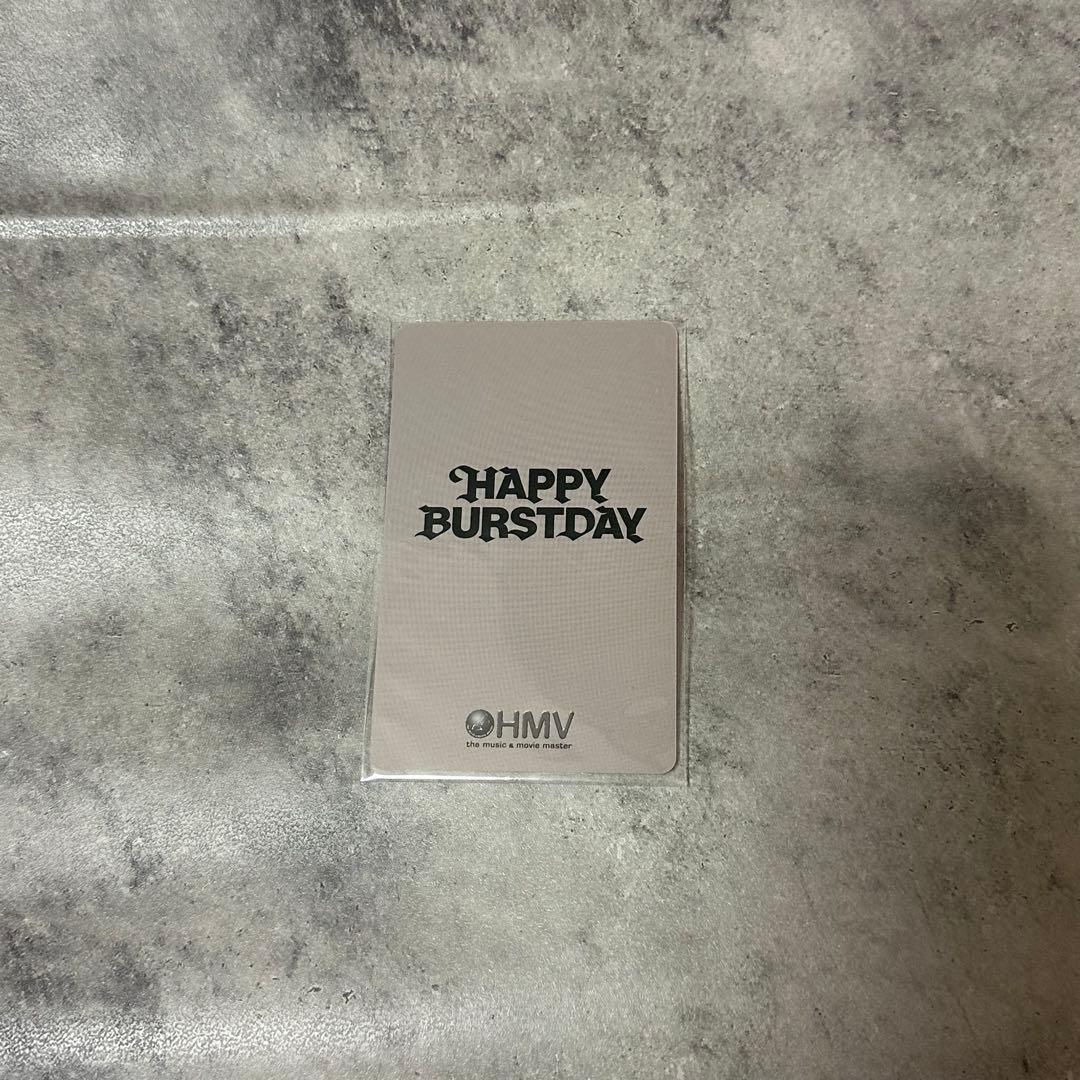 HAPPY
BURSTDAY
HMV
the music & movie master